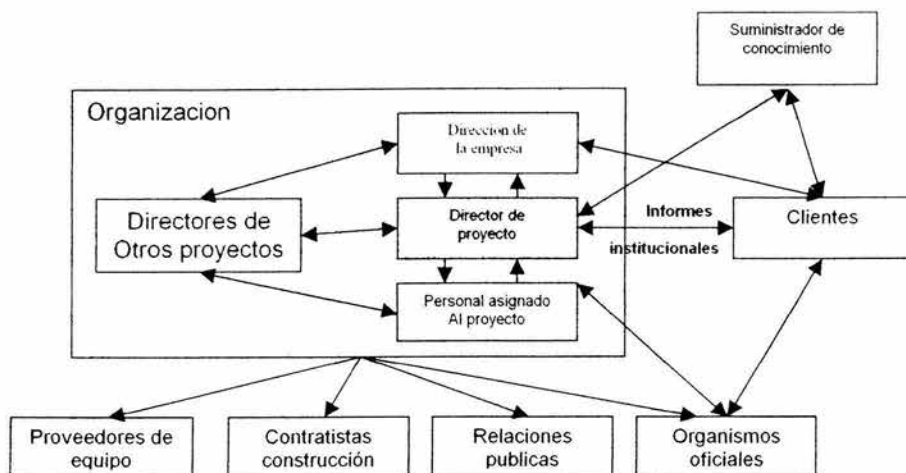 Suministrador de
conocimiento
Organizacion
Direccion de
la empresa
Directores de
Otros proyectos
Director de
proyecto
Informes
institucionales
Clientes
Personal asignado
Al proyecto
Proveedores de
equipo
Contratistas
construcción
Relaciones
publicas
Organismos
oficiales